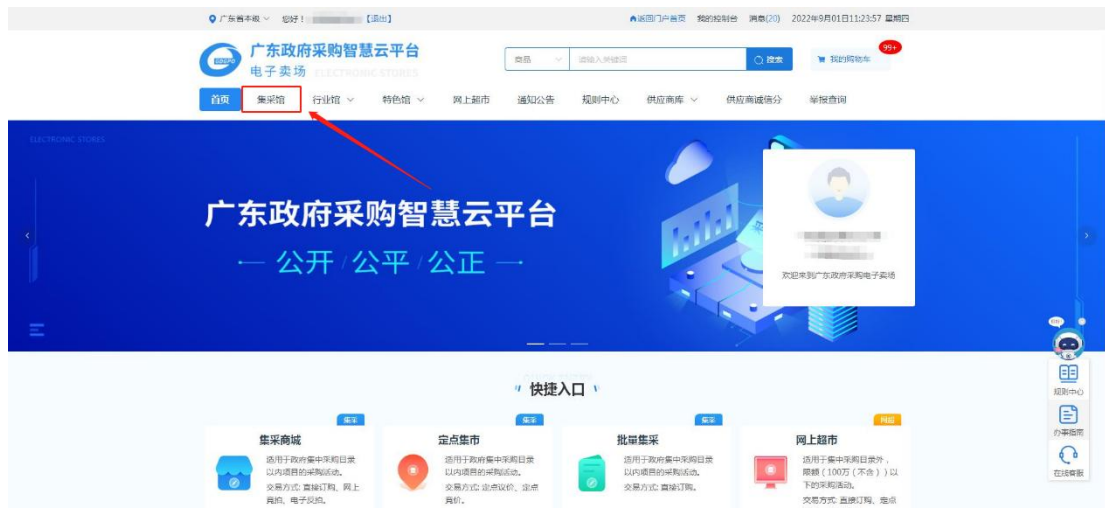 广东省本级 您好！ 【退出】 返回门户首页 我的控制台 消息(20) 2022年9月01日11:23:57 星期四
GDGPO 广东政府采购智慧云平台
电子卖场 ELECTRONIC STORES
商品 请输入关键词 搜索 我的购物车 99+
首页 集采馆 行业馆 特色馆 网上超市 通知公告 规则中心 供应商库 供应商诚信分 举报查询
ELECTRONIC STORES
广东政府采购智慧云平台
公开/公平/公正
欢迎来到广东政府采购电子卖场
规则中心
办事指南
在线客服
快捷入口
集采
集采商城
适用于政府集中采购目录
以内项目的采购活动。
交易方式: 直接订购、网上
竞价、电子反拍。
集采
定点集市
适用于政府集中采购目录
以内项目的采购活动。
交易方式: 定点议价、定点
竞价。
集采
批量集采
适用于政府集中采购目录
以内项目的采购活动。
交易方式: 直接订购。
网超
网上超市
适用于集中采购目录外，
限额（100万（不含））以
下的采购活动。
交易方式: 直接订购、定点